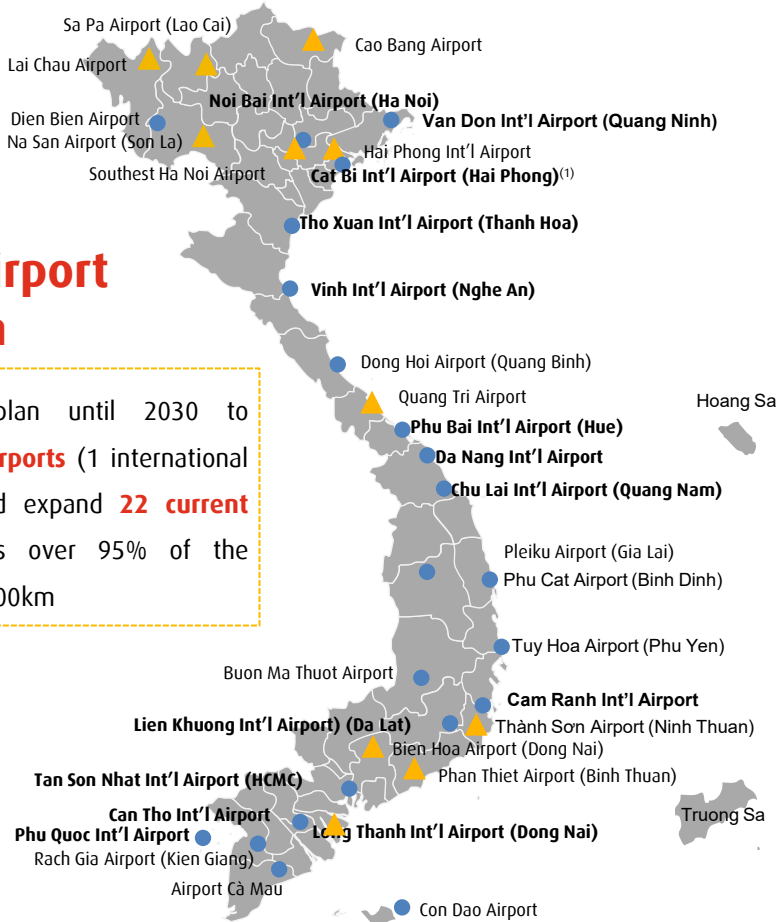 Sa Pa Airport (Lao Cai)
Cao Bang Airport
Lai Chau Airport
Noi Bai Int'l Airport (Ha Noi)
Dien Bien Airport
Van Don Int'l Airport (Quang Ninh)
Na San Airport (Son La)
Hai Phong Int'l Airport
Southest Ha Noi Airport
Cat Bi Int'l Airport (Hai Phong)(1)
Tho Xuan Int'l Airport (Thanh Hoa)
irport
Vinh Int'l Airport (Nghe An)
Dong Hoi Airport (Quang Binh)
plan until 2030 to
rports (1 international
d expand 22 current
s over 95% of the
00km
Quang Tri Airport
Hoang Sa
Phu Bai Int'l Airport (Hue)
Da Nang Int'l Airport
Chu Lai Int'l Airport (Quang Nam)
Pleiku Airport (Gia Lai)
Phu Cat Airport (Binh Dinh)
Tuy Hoa Airport (Phu Yen)
Buon Ma Thuot Airport
Cam Ranh Int'l Airport
Lien Khuong Int'l Airport) (Da Lat)
Thành Sơn Airport (Ninh Thuan)
Bien Hoa Airport (Dong Nai)
Phan Thiet Airport (Binh Thuan)
Tan Son Nhat Int'l Airport (HCMC)
Can Tho Int'l Airport
Truong Sa
Phu Quoc Int'l Airport
Long Thanh Int'l Airport (Dong Nai)
Rach Gia Airport (Kien Giang)
Airport Cà Mau
Con Dao Airport